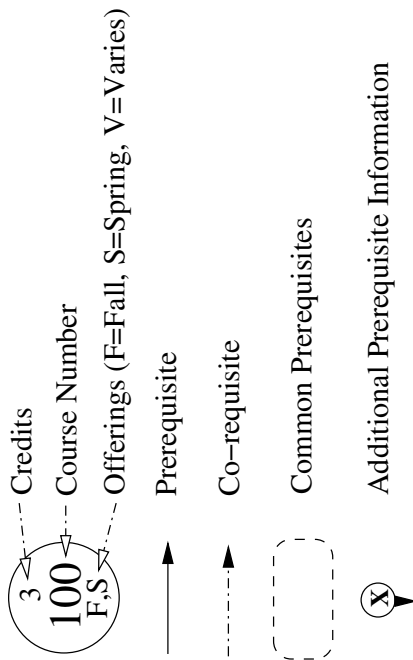 3
100
F,S
Credits
Course Number
Offerings (F=Fall, S=Spring, V=Varies)
Prerequisite
Co−requisite
Common Prerequisites
X
Additional Prerequisite Information